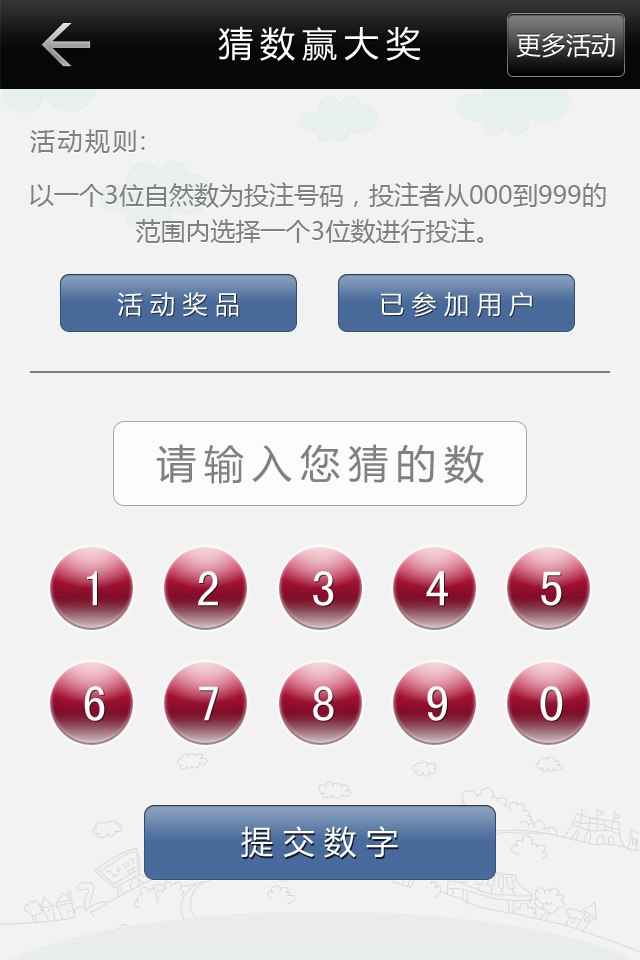 猜数赢大奖
更多活动
活动规则:
以一个3位自然数为投注号码，投注者从000到999的
范围内选择一个3位数进行投注。
活动奖品
已参加用户
请输入您猜的数
1 2 3 4 5
6 7 8 9 0
提交数字